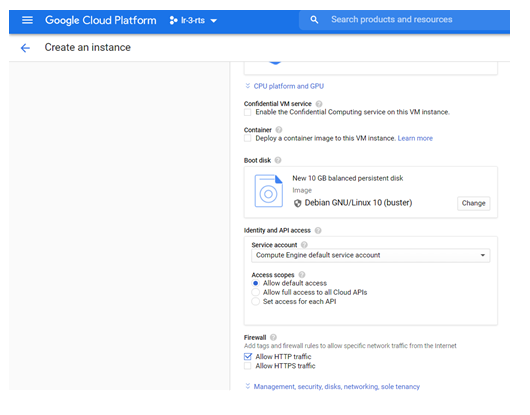 Google Cloud Platform lr-3-rts Search products and resources
Create an instance
CPU platform and GPU
Confidential VM service
Enable the Confidential Computing service on this VM instance.
Container
Deploy a container image to this VM instance. Learn more
Boot disk
New 10 GB balanced persistent disk
Image
Debian GNU/Linux 10 (buster) Change
Identity and API access
Service account
Compute Engine default service account
Access scopes
Allow default access
Allow full access to all Cloud APIs
Set access for each API
Firewall
Add tags and firewall rules to allow specific network traffic from the Internet
Allow HTTP traffic
Allow HTTPS traffic
Management, security, disks, networking, sole tenancy